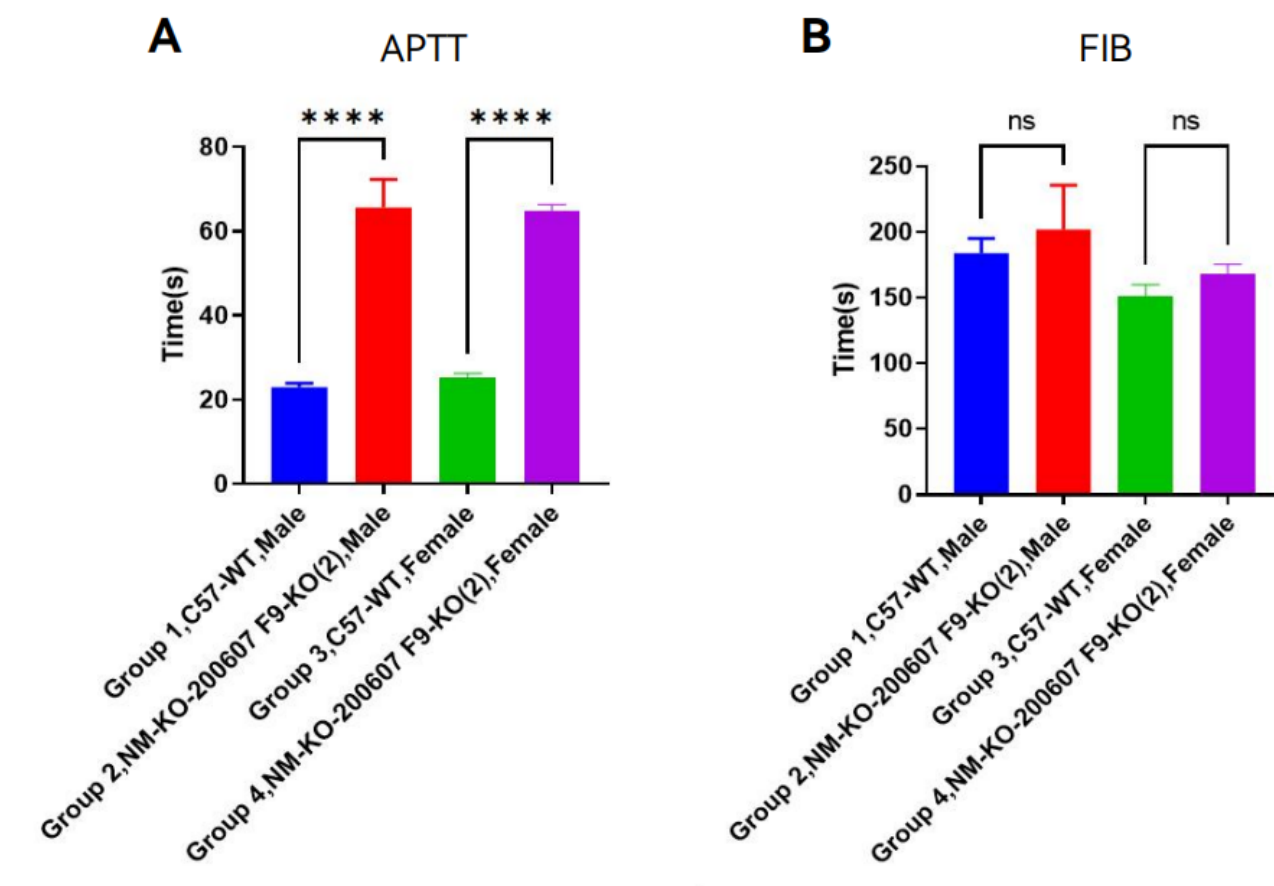 A
APTT
****
****
80
60
40
20
0
Time(s)
Group 1,C57-WT,Male
Group 2,NM-KO-200607 F9-KO(2),Male
Group 3,C57-WT,Female
Group 4,NM-KO-200607 F9-KO(2),Female
B
FIB
ns
ns
250
200
150
100
50
0
Time(s)
Group 1,C57-WT,Male
Group 2,NM-KO-200607 F9-KO(2),Male
Group 3,C57-WT,Female
Group 4,NM-KO-200607 F9-KO(2),Female